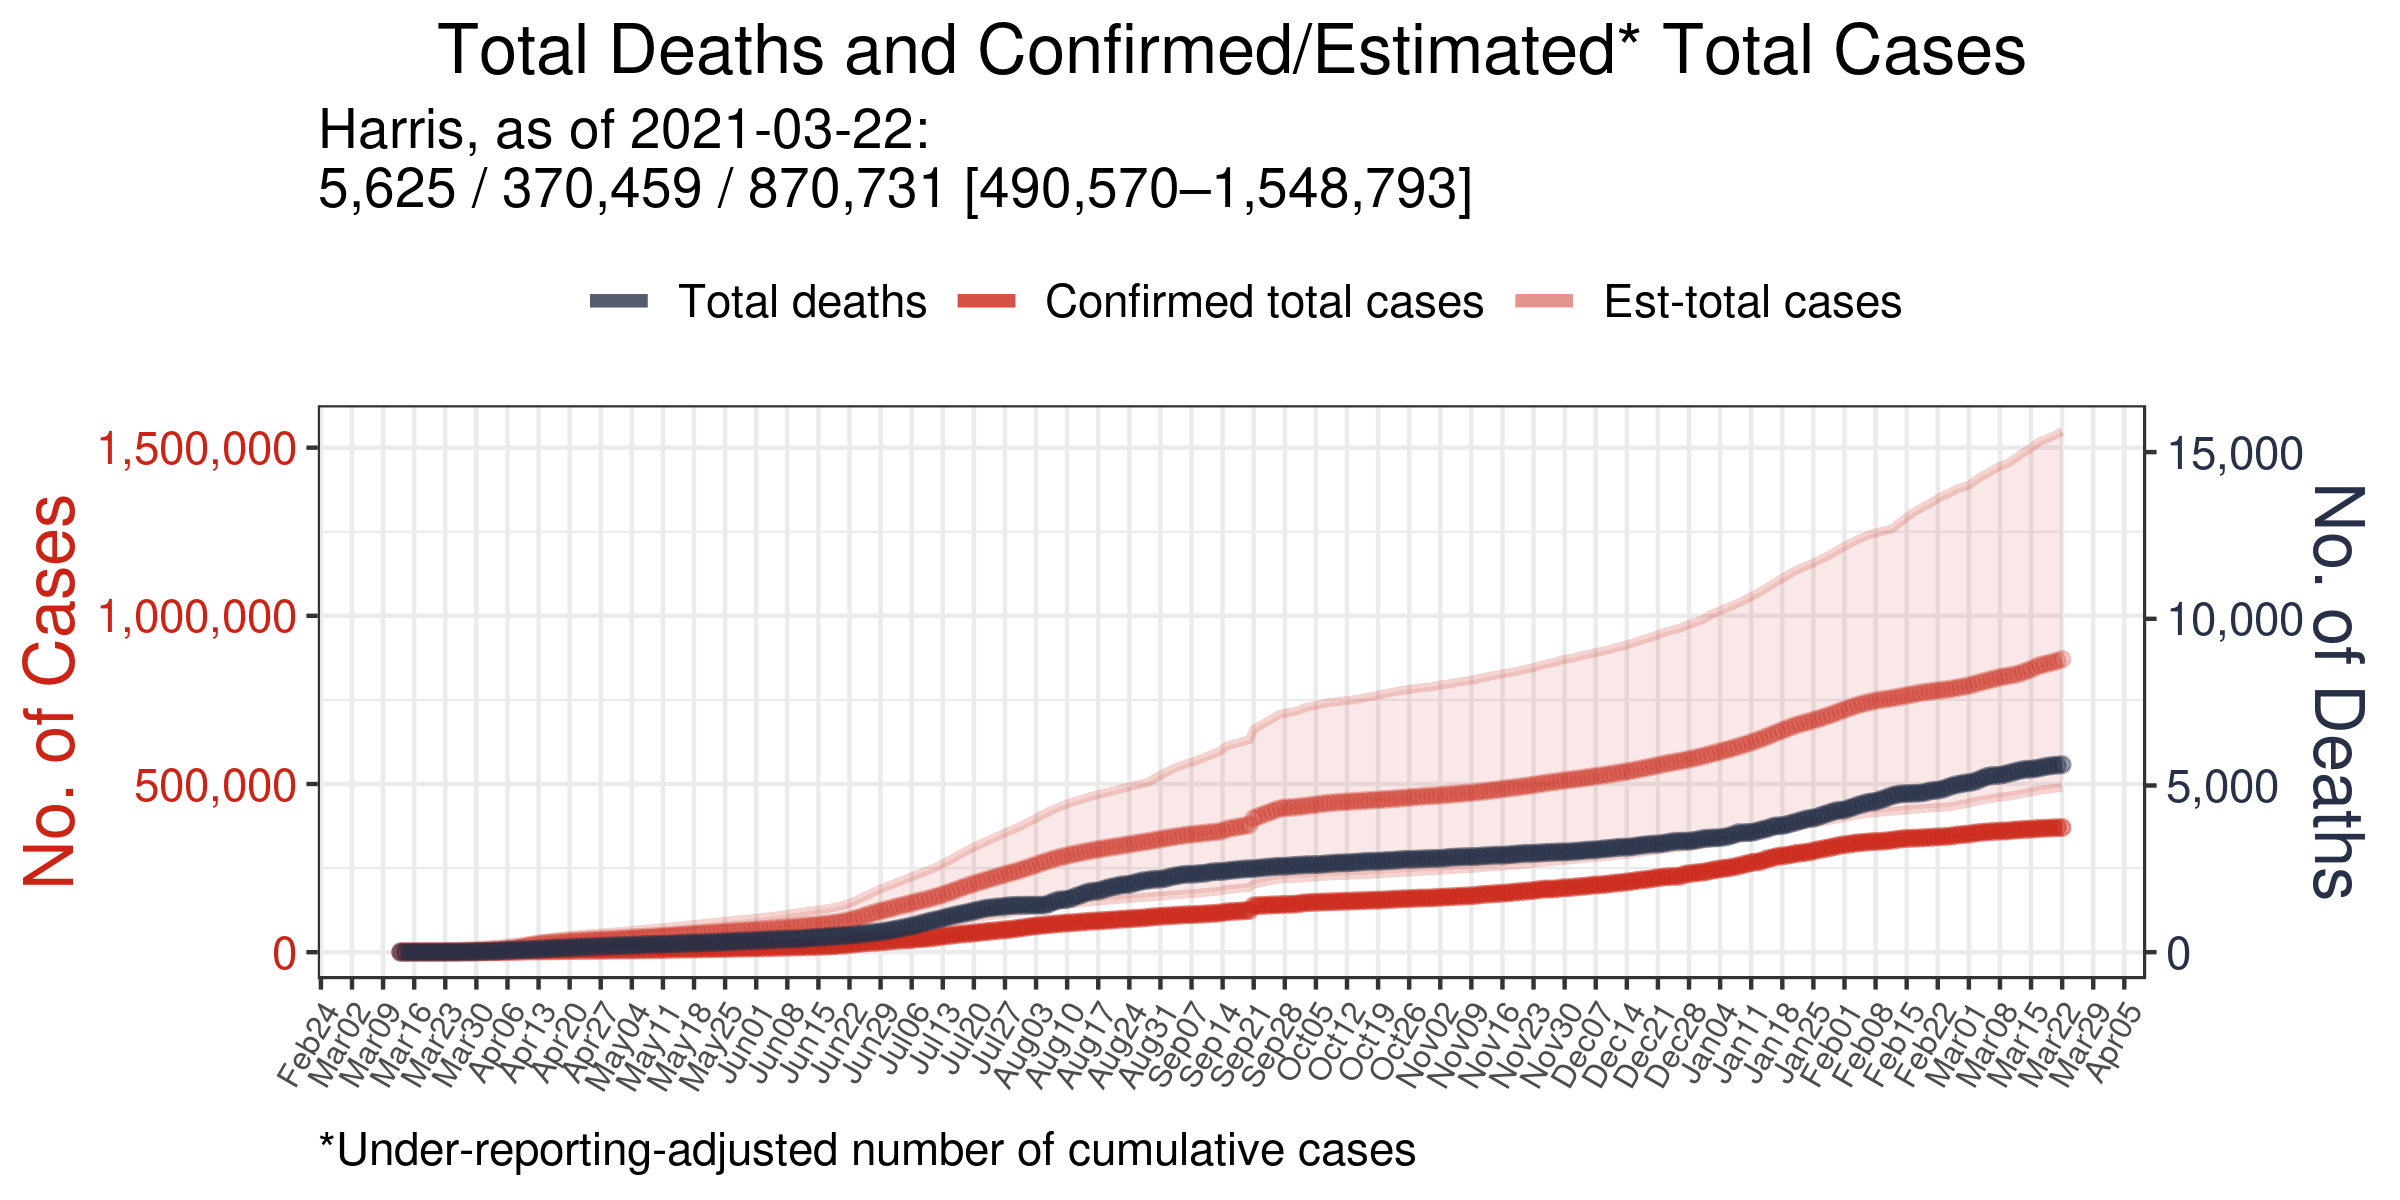 Total Deaths and Confirmed/Estimated* Total Cases
Harris, as of 2021-03-22:
5,625 / 370,459 / 870,731 [490,570–1,548,793]
Total deaths
Confirmed total cases
Est-total cases
No. of Cases
1,500,000
1,000,000
500,000
0
15,000
10,000
5,000
0
No. of Deaths
Feb24
Mar02
Mar09
Mar16
Mar23
Mar30
Apr06
Apr13
Apr20
Apr27
May04
May11
May18
May25
Jun01
Jun08
Jun15
Jun22
Jun29
Jul06
Jul13
Jul20
Jul27
Aug03
Aug10
Aug17
Aug24
Aug31
Sep07
Sep14
Sep21
Sep28
Oct05
Oct12
Oct19
Oct26
Nov02
Nov09
Nov16
Nov23
Nov30
Dec07
Dec14
Dec21
Dec28
Jan04
Jan11
Jan18
Jan25
Feb01
Feb08
Feb15
Feb22
Mar01
Mar08
Mar15
Mar22
Mar29
Apr05
*Under-reporting-adjusted number of cumulative cases